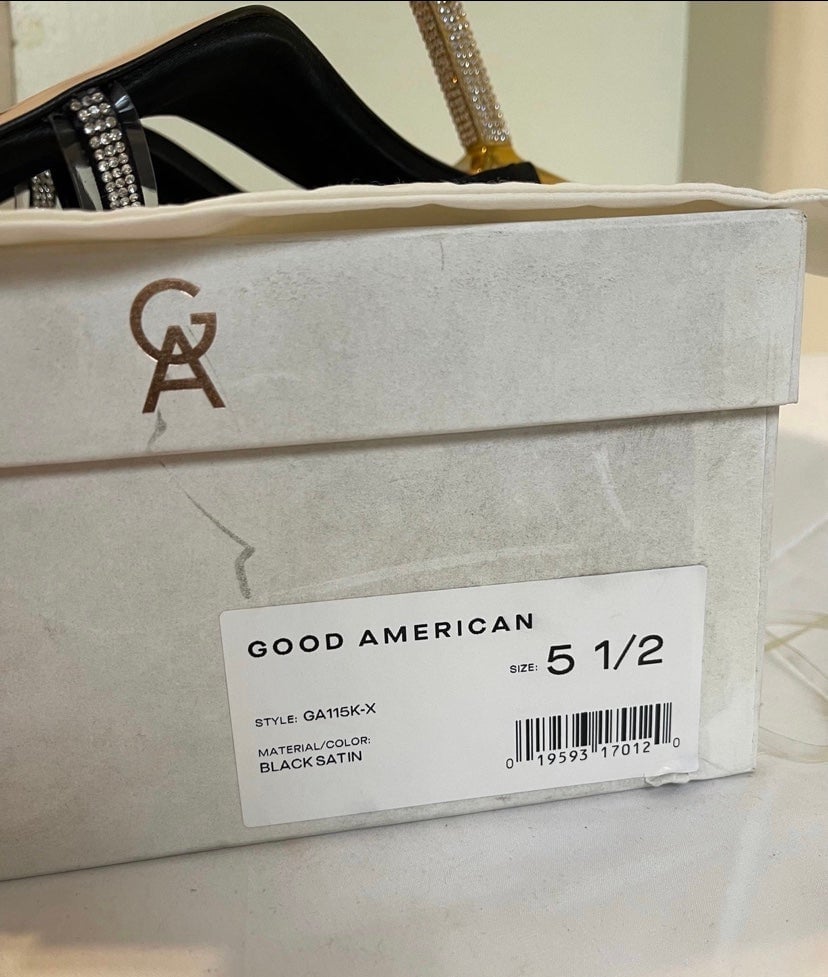 GA
GOOD AMERICAN
SIZE: 5 1/2
STYLE: GA115K-X
MATERIAL/COLOR:
BLACK SATIN
0 19593 17012 0